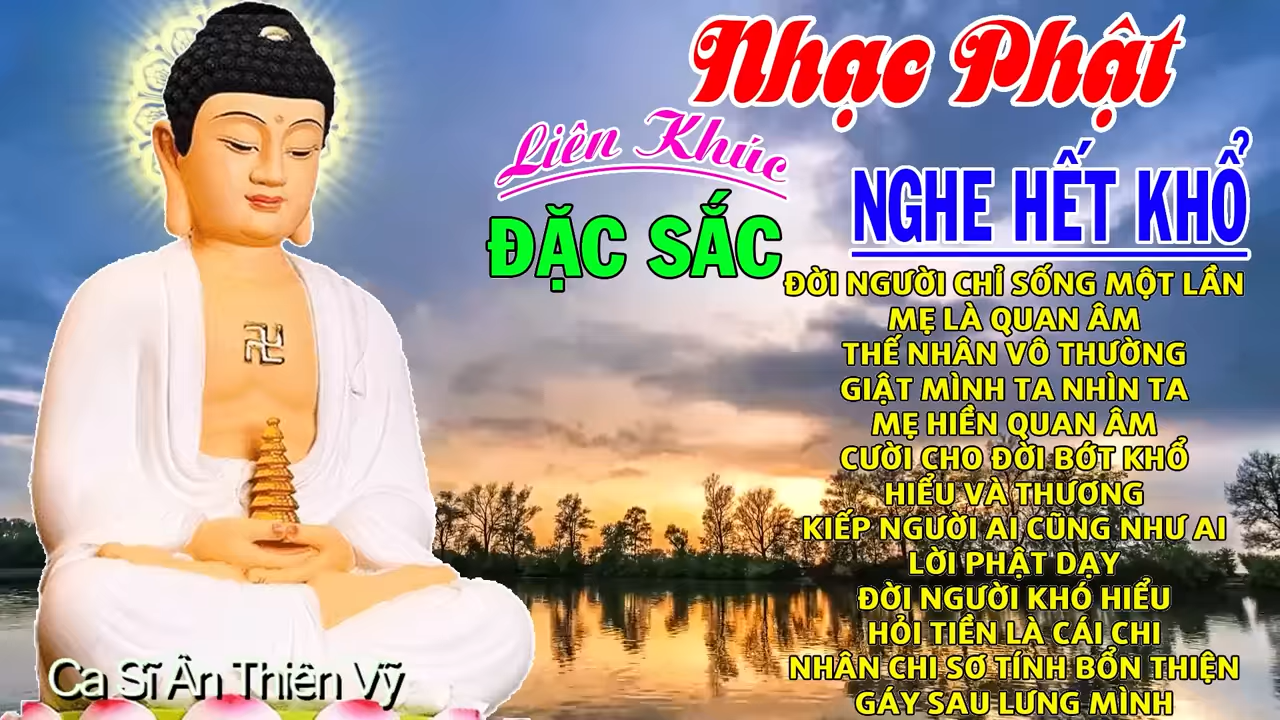 Nhạc Phật
Liên Khúc
ĐẶC SẮC
NGHE HẾT KHỔ
ĐỜI NGƯỜI CHỈ SỐNG MỘT LẦN
MẸ LÀ QUAN ÂM
THẾ NHÂN VÔ THƯỜNG
GIẬT MÌNH TA NHÌN TA
MẸ HIỀN QUAN ÂM
CƯỜI CHO ĐỜI BỚT KHỔ
HIỂU VÀ THƯƠNG
KIẾP NGƯỜI AI CŨNG NHƯ AI
LỜI PHẬT DẠY
ĐỜI NGƯỜI KHÓ HIỂU
HỎI TIỀN LÀ CÁI CHI
NHÂN CHI SƠ TÍNH BỔN THIỆN
GÁY SAU LƯNG MÌNH
Ca Sĩ Ân Thiên Vỹ